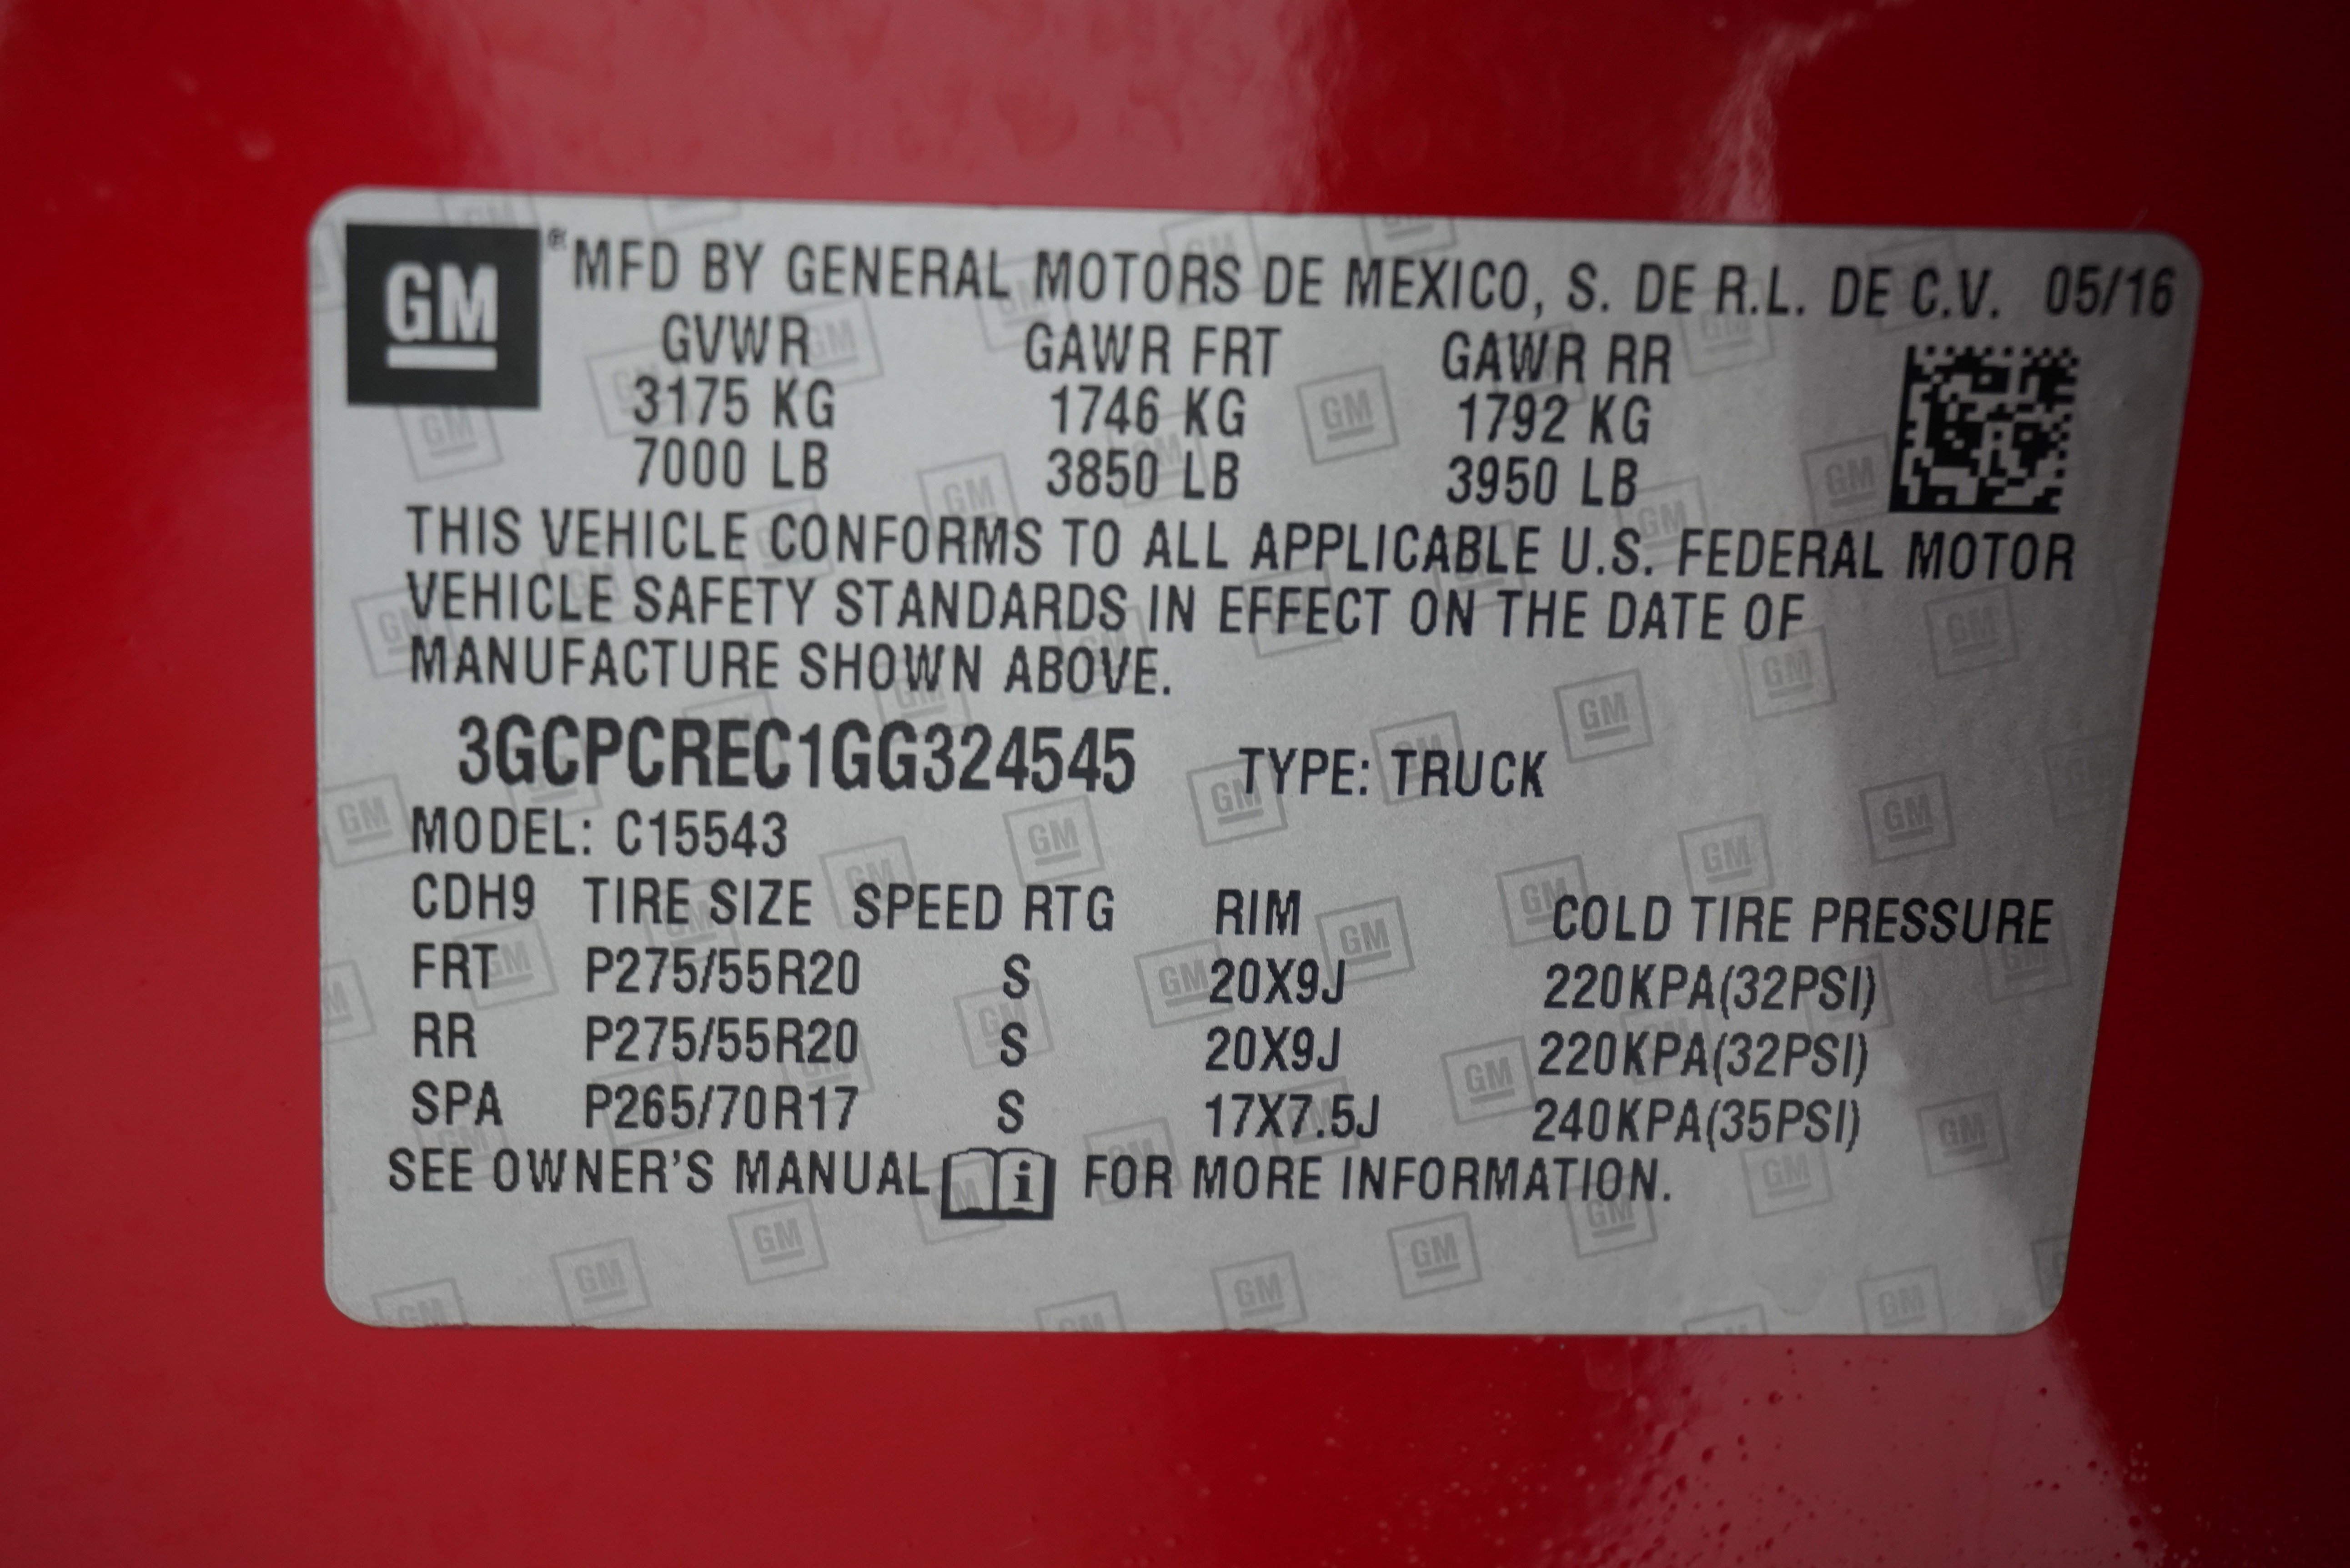 GM ® MFD BY GENERAL MOTORS DE MEXICO, S. DE R.L. DE C.V. 05/16
GVWR GAWR FRT GAWR RR
3175 KG 1746 KG 1792 KG
7000 LB 3850 LB 3950 LB
THIS VEHICLE CONFORMS TO ALL APPLICABLE U.S. FEDERAL MOTOR
VEHICLE SAFETY STANDARDS IN EFFECT ON THE DATE OF
MANUFACTURE SHOWN ABOVE.
3GCPCREC1GG324545 TYPE: TRUCK
MODEL: C15543
CDH9 TIRE SIZE SPEED RTG RIM COLD TIRE PRESSURE
FRT P275/55R20 S 20X9J 220KPA(32PSI)
RR P275/55R20 S 20X9J 220KPA(32PSI)
SPA P265/70R17 S 17X7.5J 240KPA(35PSI)
SEE OWNER'S MANUAL i FOR MORE INFORMATION.